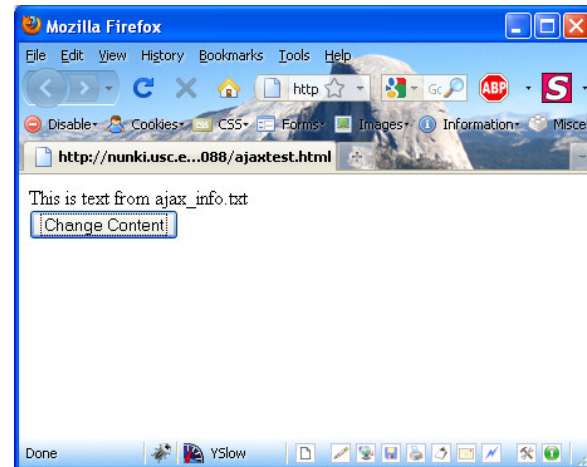 Mozilla Firefox
File Edit View History Bookmarks Tools Help
http Gc ABP S
Disable Cookies CSS Forms Images Information Misce
http://nunki.usc.e...088/ajaxtest.html
This is text from ajax_info.txt
Change Content
Done YSlow